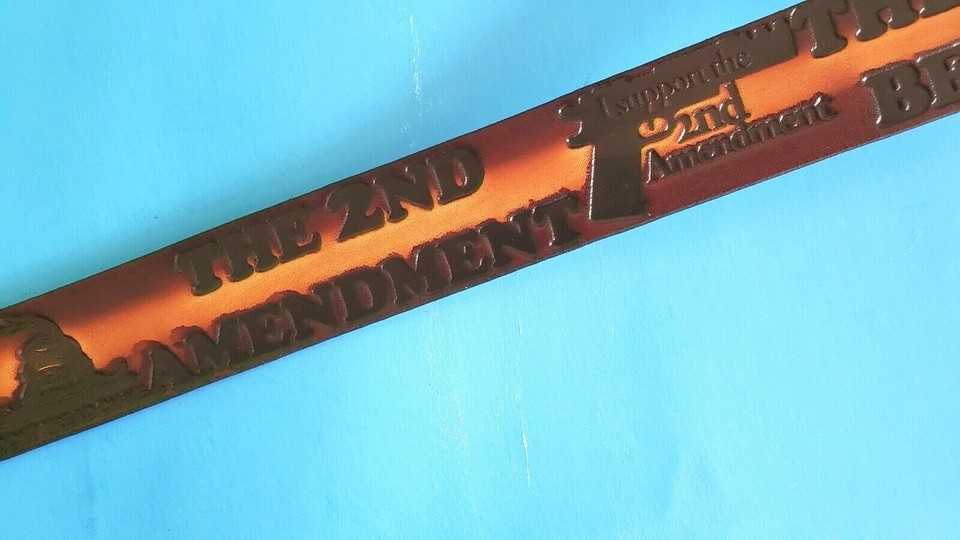 THE 2ND
AMENDMENT
I support the
2nd
Amendment